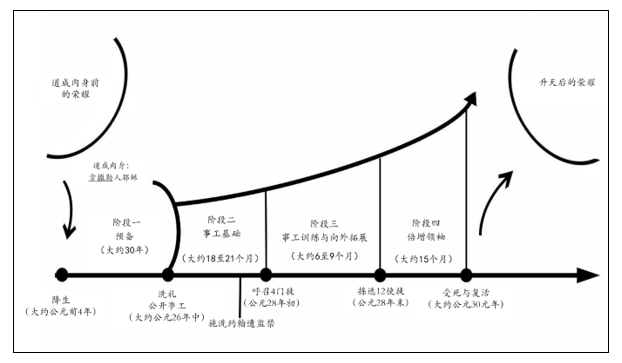 道成肉身前
的荣耀
升天后的荣耀
道成肉身：
拿撒勒人耶稣
阶段一
预备
（大约30年）
阶段二
事工基础
（大约18至21个月）
阶段三
事工训练与向外拓展
（大约6至9个月）
阶段四
倍增领袖
（大约15个月）
降生
（大约公元前4年）
洗礼
公开事工
（大约公元26年中）
施洗约翰遭监禁
呼召4门徒
（公元28年初）
拣选12使徒
（公元28年末）
受死与复活
（大约公元30元年）